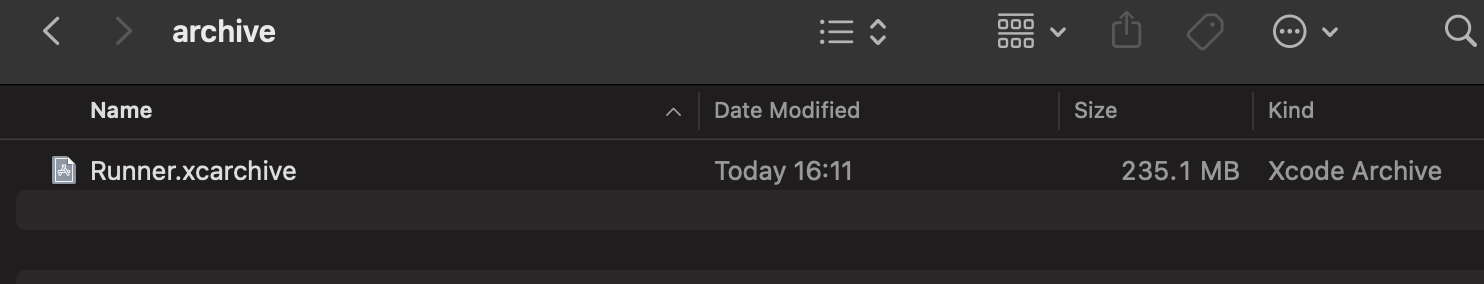 archive
Name Date Modified Size Kind
Runner.xcarchive Today 16:11 235.1 MB Xcode Archive